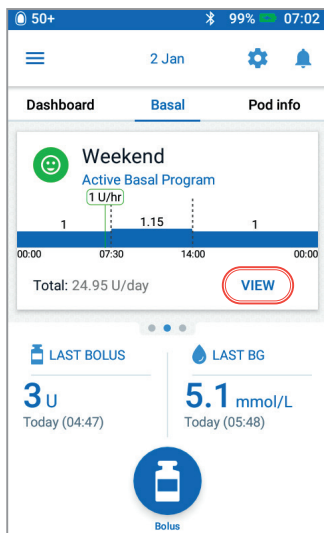 50+ 99% 07:02
2 Jan
Dashboard Basal Pod info
Weekend
Active Basal Program
1 U/hr
1 1.15 1
00:00 07:30 14:00 00:00
Total: 24.95 U/day VIEW
LAST BOLUS LAST BG
3 U 5.1 mmol/L
Today (04:47) Today (05:48)
Bolus